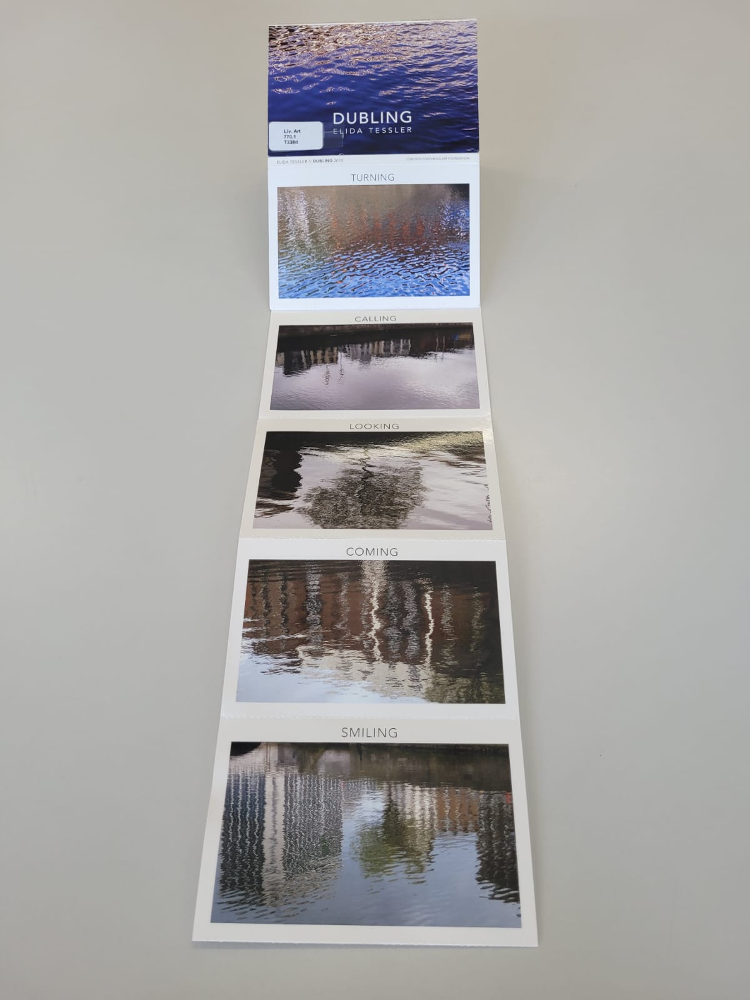 DUBLING
ELIDA TESSLER
Liv. Art
770.1
T338d
ELIDA TESSLER // DUBLING 2010
CISNEROS FONTANALS ART FOUNDATION
TURNING
CALLING
LOOKING
COMING
SMILING